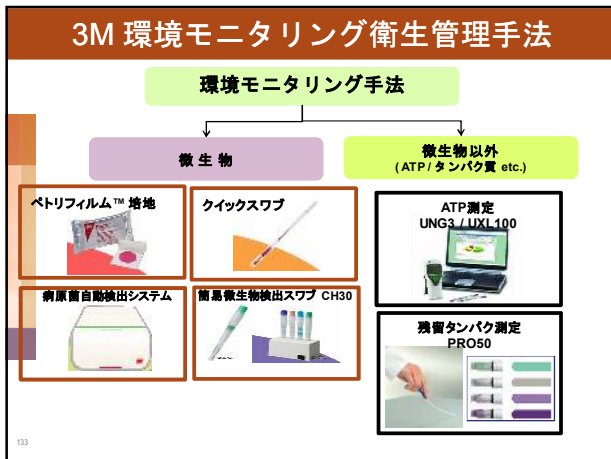 3M 環境モニタリング衛生管理手法
環境モニタリング手法
微 生 物
微生物以外
(ATP / タンパク質 etc.)
ペトリフィルム™ 培地
クイックスワブ
病原菌自動検出システム
簡易微生物検出スワブ CH30
ATP測定
UNG3 / UXL100
残留タンパク測定
PRO50
133